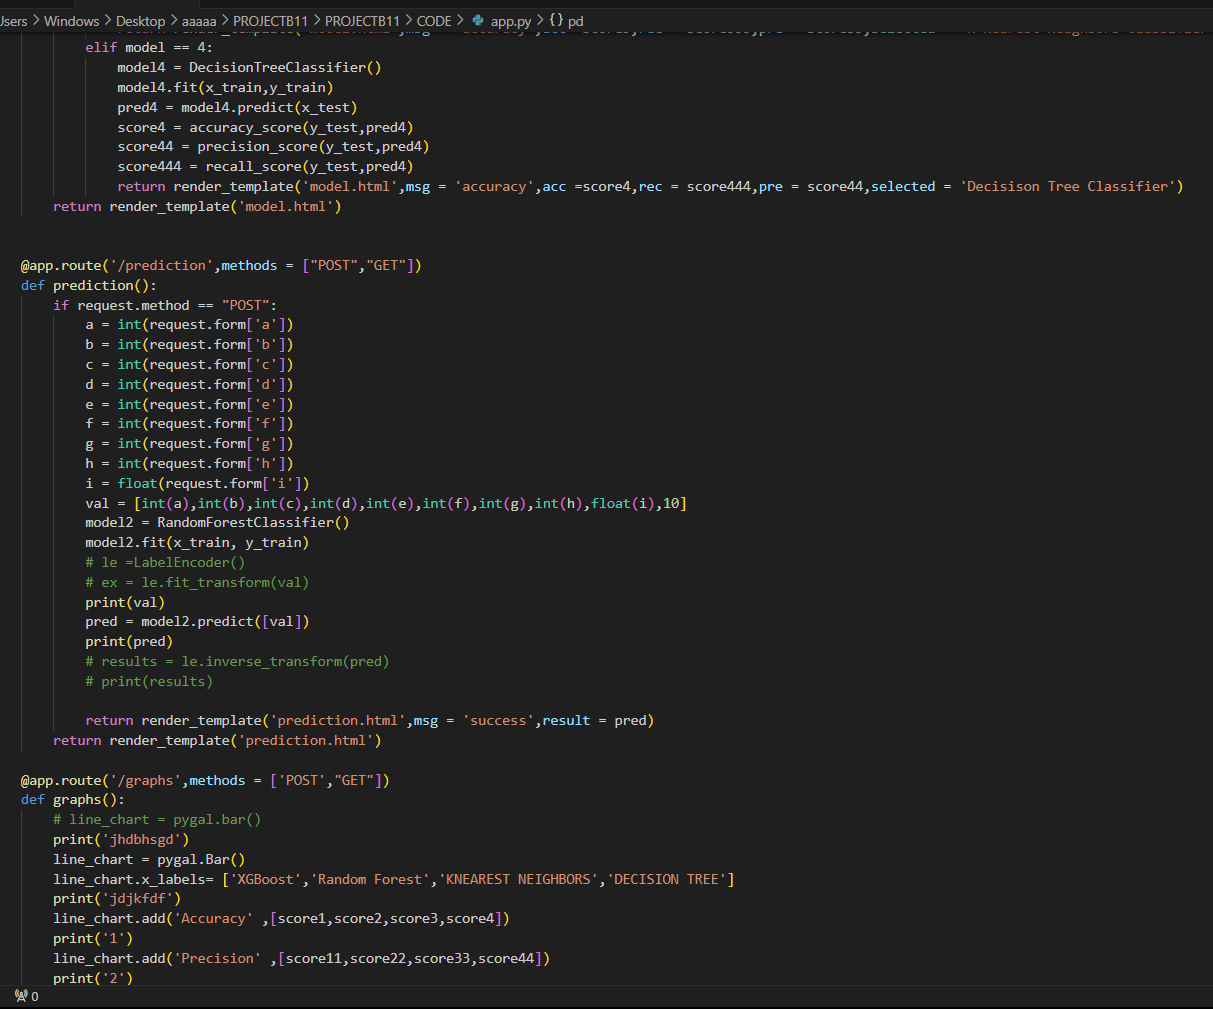 Jsers > Windows > Desktop > aaaaa > PROJECTB11 > PROJECTB11 > CODE > app.py > {} pd
elif model == 4:
model4 = DecisionTreeClassifier()
model4.fit(x_train,y_train)
pred4 = model4.predict(x_test)
score4 = accuracy_score(y_test,pred4)
score44 = precision_score(y_test,pred4)
score444 = recall_score(y_test,pred4)
return render_template('model.html',msg = 'accuracy',acc =score4,rec = score444,pre = score44,selected = 'Decisison Tree Classifier')
return render_template('model.html')
@app.route('/prediction',methods = ["POST","GET"])
def prediction():
if request.method == "POST":
a = int(request.form['a'])
b = int(request.form['b'])
c = int(request.form['c'])
d = int(request.form['d'])
e = int(request.form['e'])
f = int(request.form['f'])
g = int(request.form['g'])
h = int(request.form['h'])
i = float(request.form['i'])
val = [int(a),int(b),int(c),int(d),int(e),int(f),int(g),int(h),float(i),10]
model2 = RandomForestClassifier()
model2.fit(x_train, y_train)
# le =LabelEncoder()
# ex = le.fit_transform(val)
print(val)
pred = model2.predict([val])
print(pred)
# results = le.inverse_transform(pred)
# print(results)
return render_template('prediction.html',msg = 'success',result = pred)
return render_template('prediction.html')
@app.route('/graphs',methods = ['POST',"GET"])
def graphs():
# line_chart = pygal.bar()
print('jhdbhsgd')
line_chart = pygal.Bar()
line_chart.x_labels= ['XGBoost','Random Forest','KNEAREST NEIGHBORS','DECISION TREE']
print('jdjkfdf')
line_chart.add('Accuracy' ,[score1,score2,score3,score4])
print('1')
line_chart.add('Precision' ,[score11,score22,score33,score44])
print('2')
0